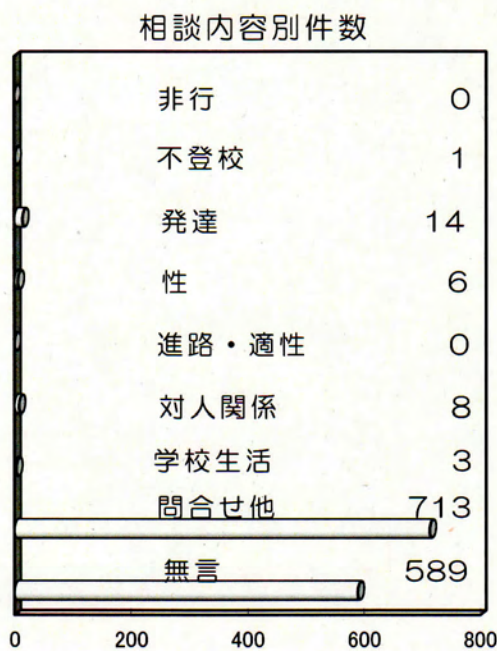 相談内容別件数
非行 0
不登校 1
発達 14
性 6
進路・適性 0
対人関係 8
学校生活 3
問合せ他 713
無言 589
0 200 400 600 800